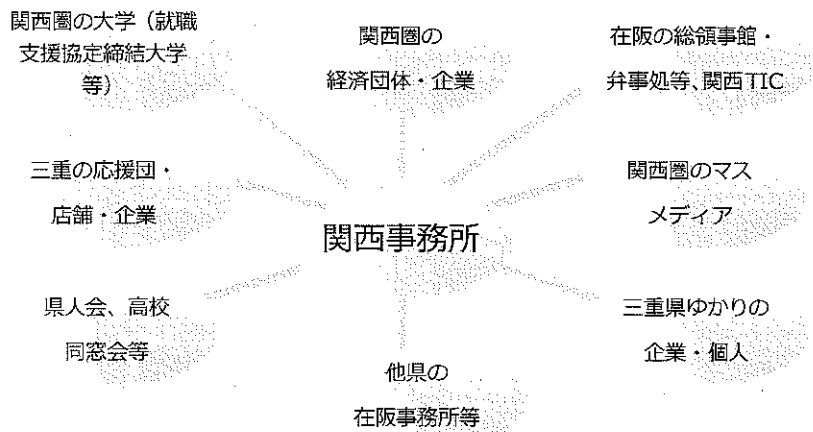 関西圏の大学（就職
支援協定締結大学
等）
関西圏の
経済団体・企業
在阪の総領事館・
弁事処等、関西TIC
三重の応援団・
店舗・企業
関西圏のマス
メディア
関西事務所
県人会、高校
同窓会等
三重県ゆかりの
企業・個人
他県の
在阪事務所等